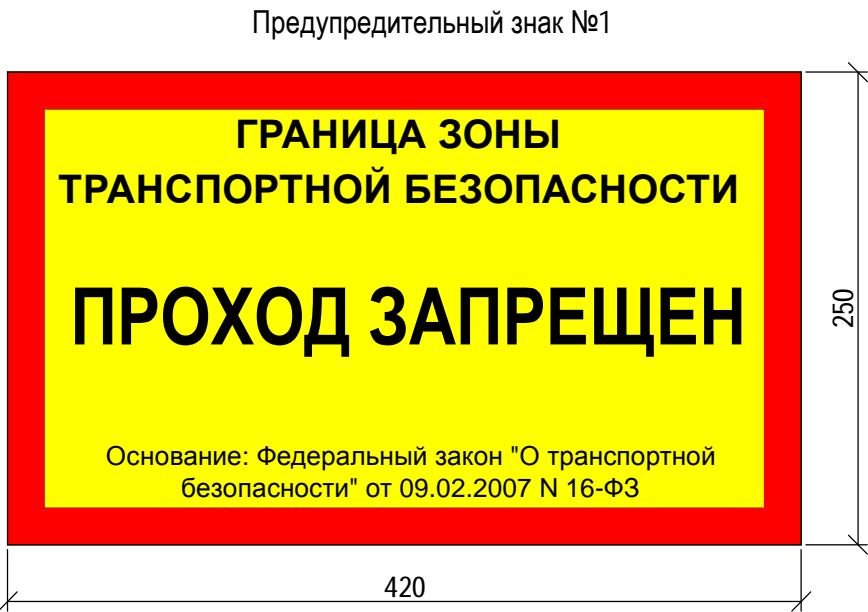 Предупредительный знак №1
ГРАНИЦА ЗОНЫ
ТРАНСПОРТНОЙ БЕЗОПАСНОСТИ
ПРОХОД ЗАПРЕЩЕН
250
Основание: Федеральный закон "О транспортной
безопасности" от 09.02.2007 N 16-ФЗ
420